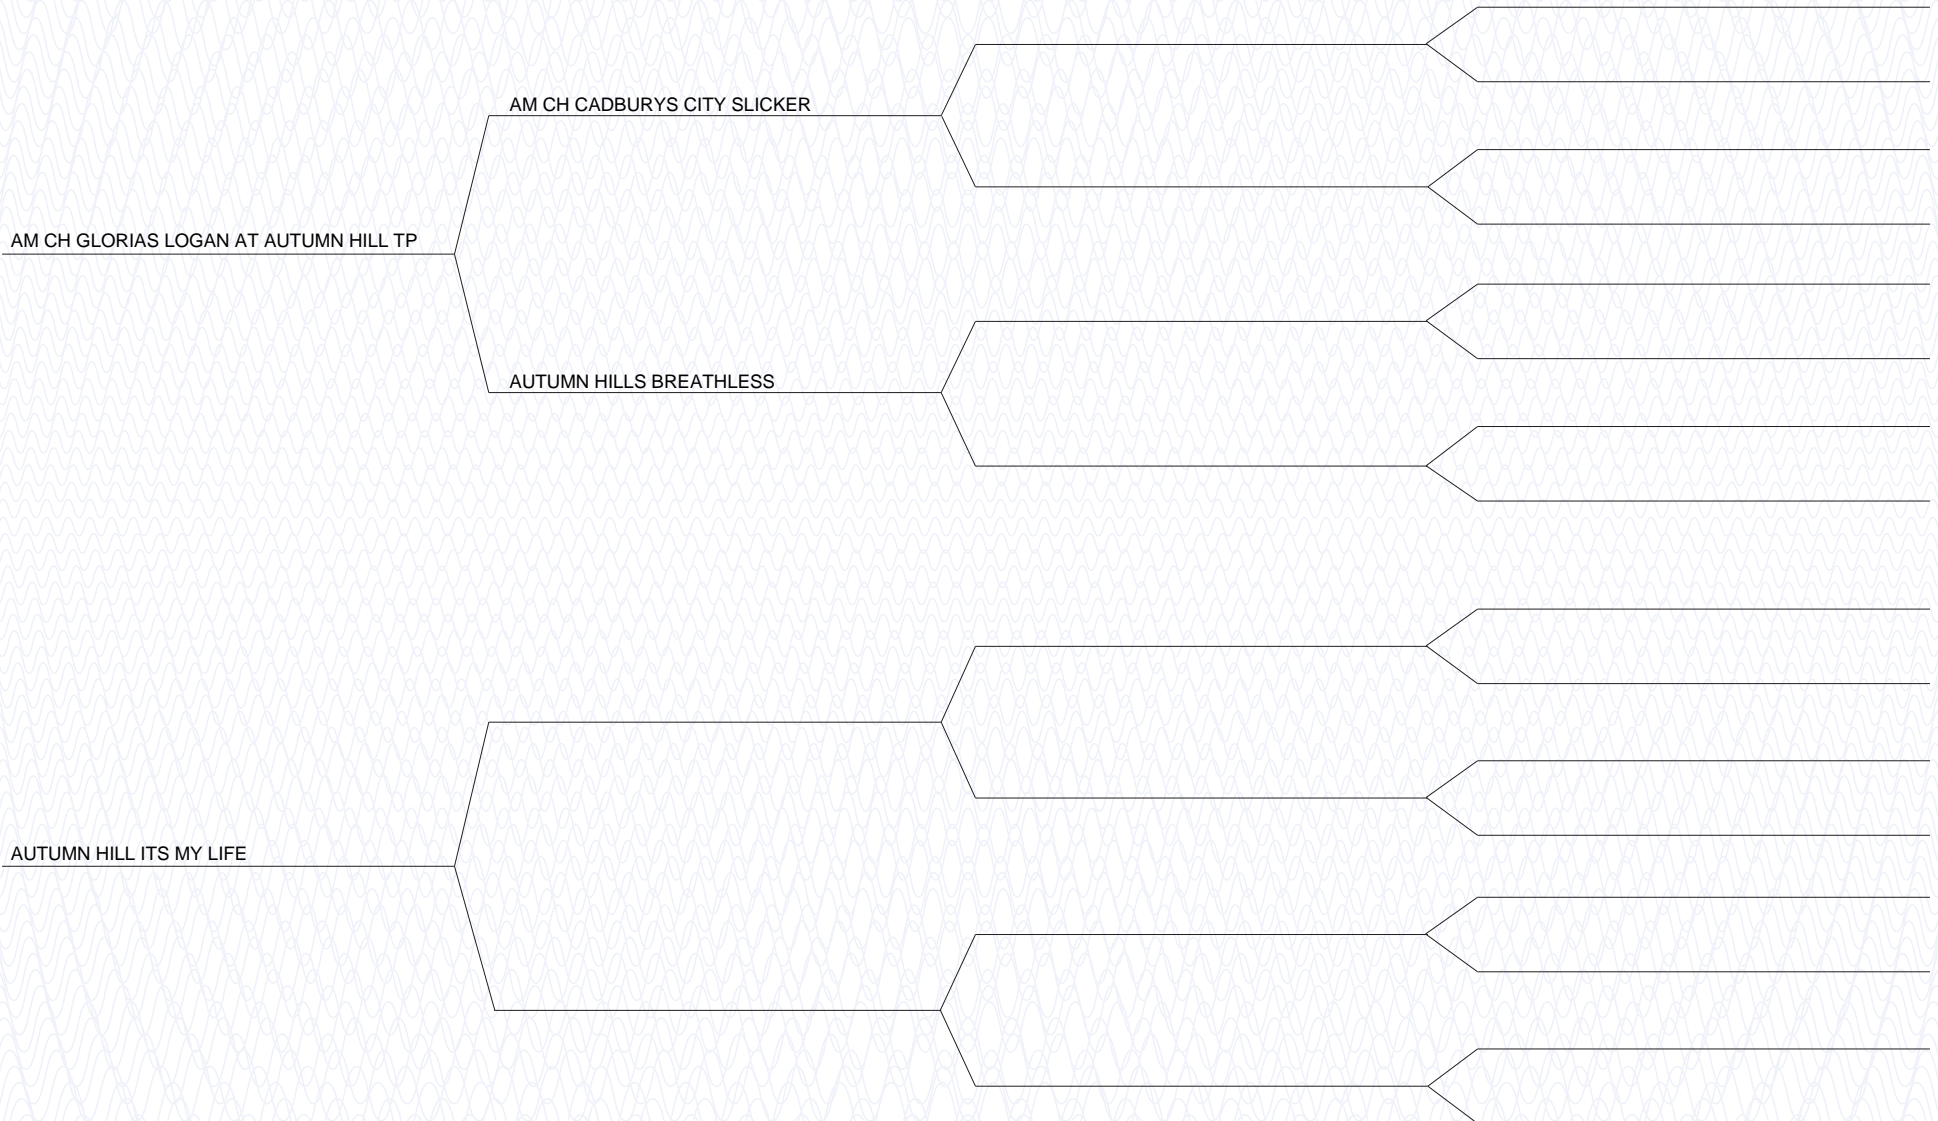 AM CH CADBURYS CITY SLICKER
AM CH GLORIAS LOGAN AT AUTUMN HILL TP
AUTUMN HILLS BREATHLESS
AUTUMN HILL ITS MY LIFE